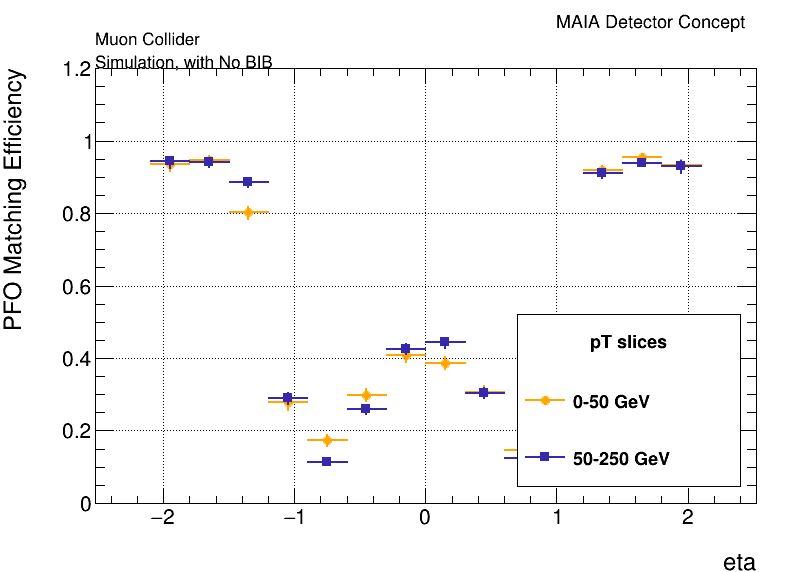 MAIA Detector Concept
Muon Collider
Simulation, with No BIB
PFO Matching Efficiency
1.2
1
0.8
0.6
0.4
0.2
0
pT slices
0-50 GeV
50-250 GeV
−2 −1 0 1 2
eta